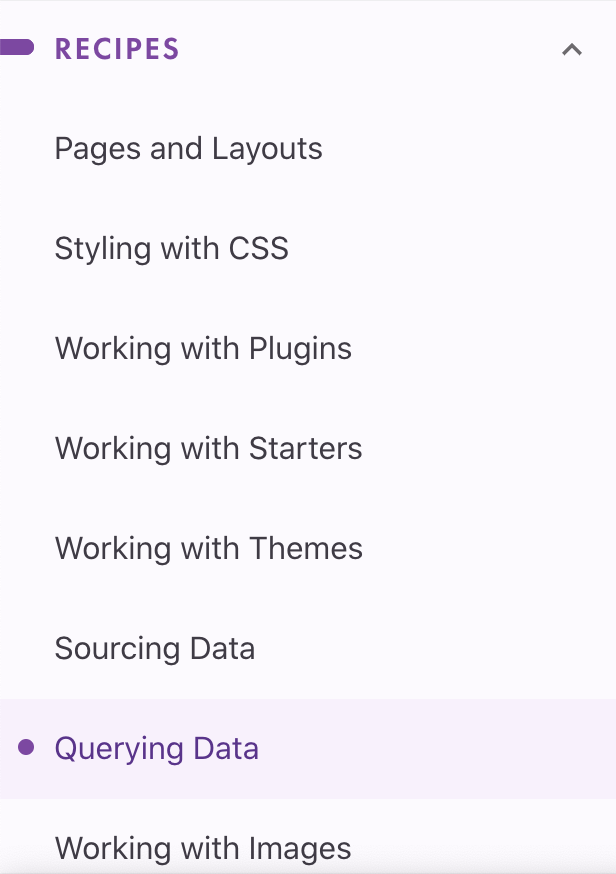 RECIPES
Pages and Layouts
Styling with CSS
Working with Plugins
Working with Starters
Working with Themes
Sourcing Data
Querying Data
Working with Images